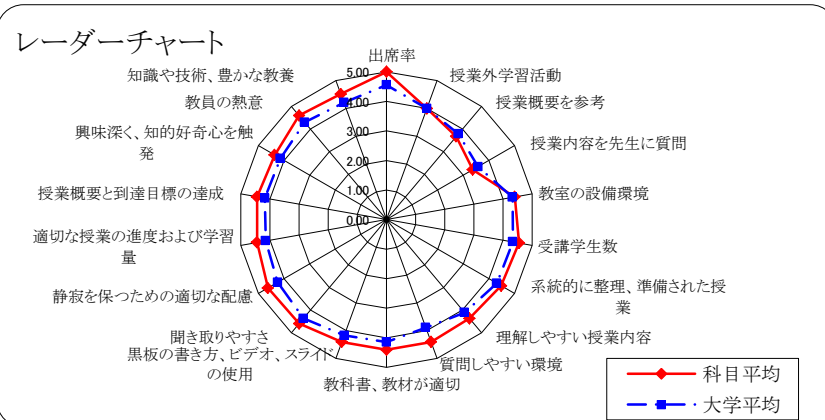 レーダーチャート
出席率
授業外学習活動
授業概要を参考
授業内容を先生に質問
教室の設備環境
受講学生数
系統的に整理、準備された授
業
理解しやすい授業内容
質問しやすい環境
教科書、教材が適切
黒板の書き方、ビデオ、スライド
の使用
聞き取りやすさ
静寂を保つための適切な配慮
適切な授業の進度および学習
量
授業概要と到達目標の達成
興味深く、知的好奇心を触
発
教員の熱意
知識や技術、豊かな教養
5.00
4.00
3.00
2.00
1.00
0.00
科目平均
大学平均